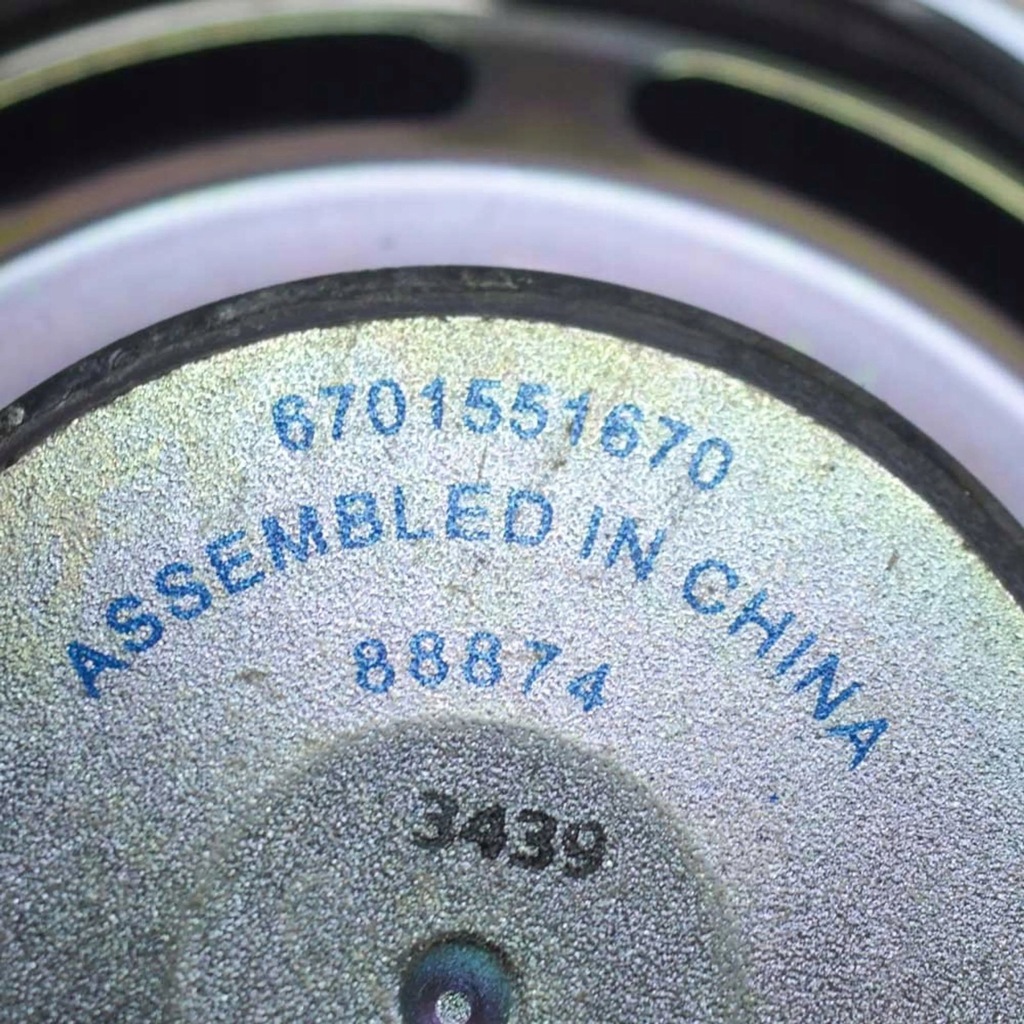 6701551670
ASSEMBLED IN CHINA
88874
3439